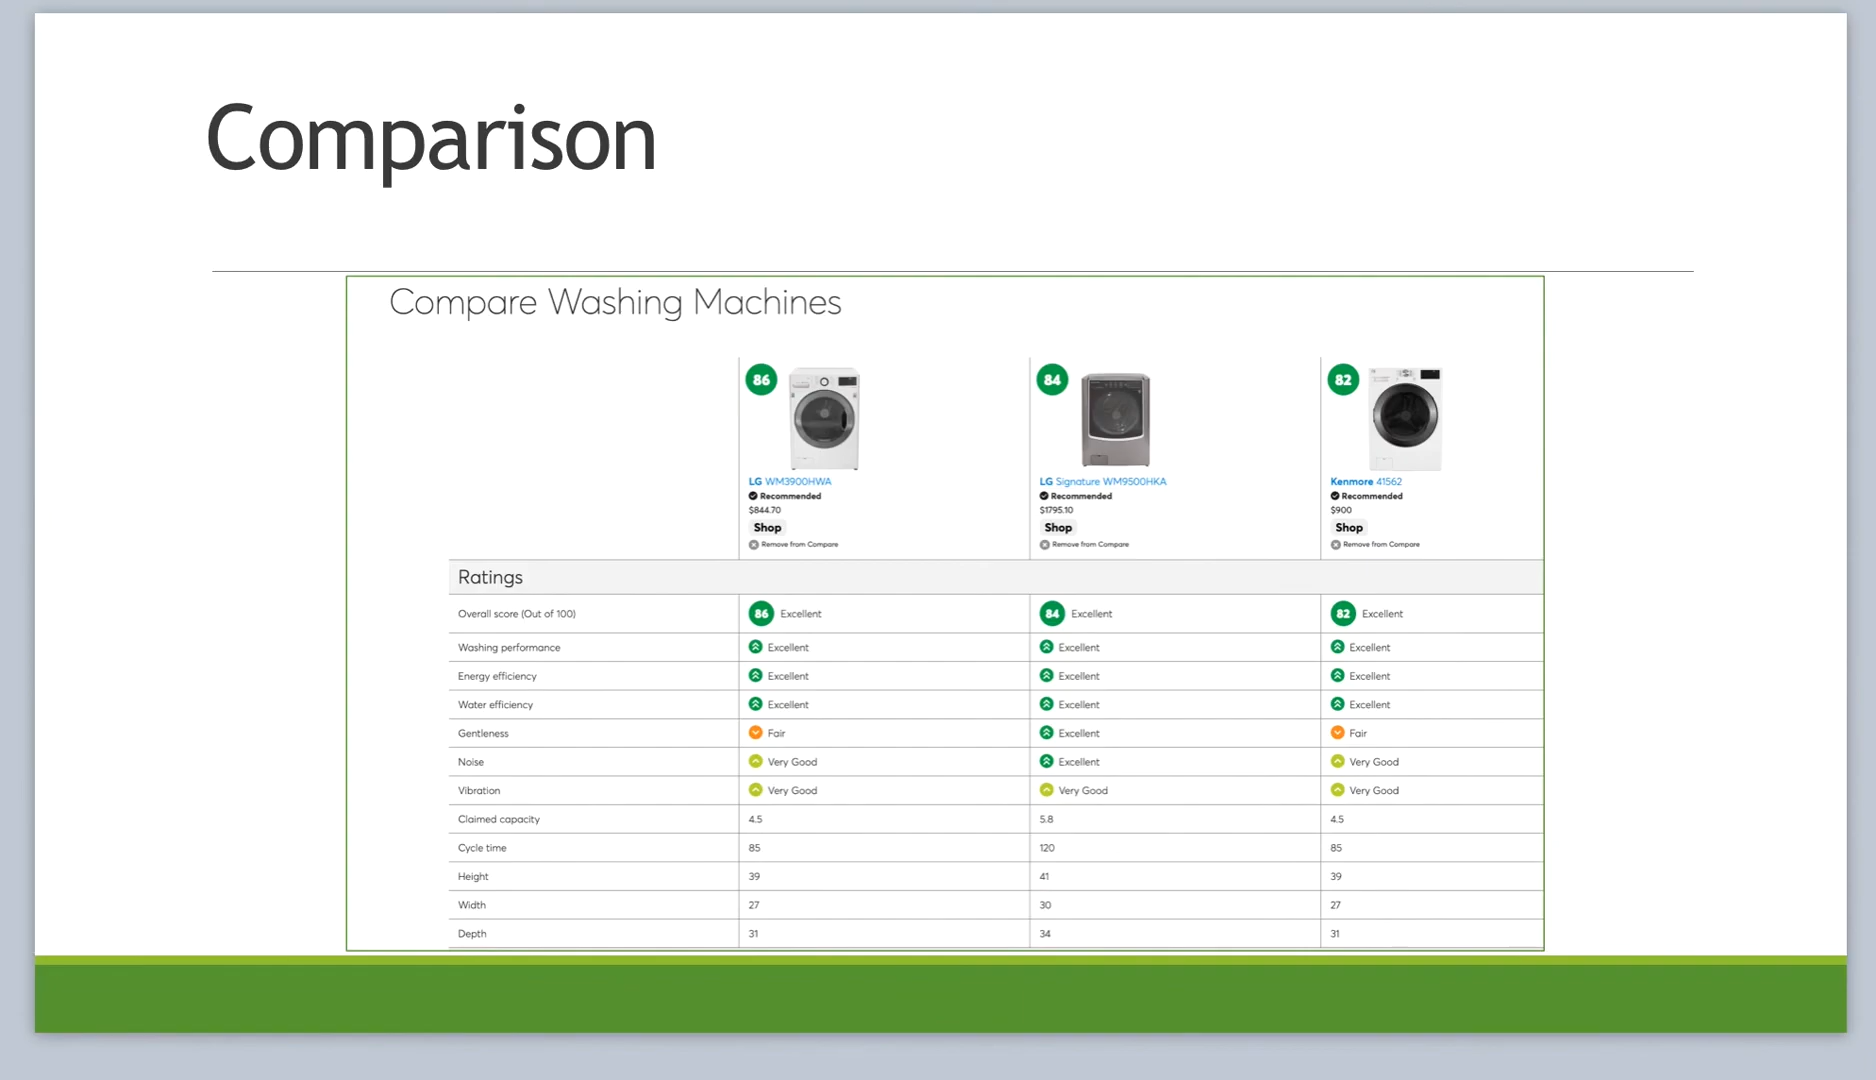 Comparison
Compare Washing Machines
86 84 82
LG WM3900HWA LG Signature WM9500HKA Kenmore 41562
Recommended Recommended Recommended
$844.70 $1795.10 $900
Shop Shop Shop
Remove from Compare Remove from Compare Remove from Compare
Ratings
Overall score (Out of 100) 86 Excellent 84 Excellent 82 Excellent
Washing performance Excellent Excellent Excellent
Energy efficiency Excellent Excellent Excellent
Water efficiency Excellent Excellent Excellent
Gentleness Fair Excellent Fair
Noise Very Good Excellent Very Good
Vibration Very Good Very Good Very Good
Claimed capacity 4.5 5.8 4.5
Cycle time 85 120 85
Height 39 41 39
Width 27 30 27
Depth 31 34 31